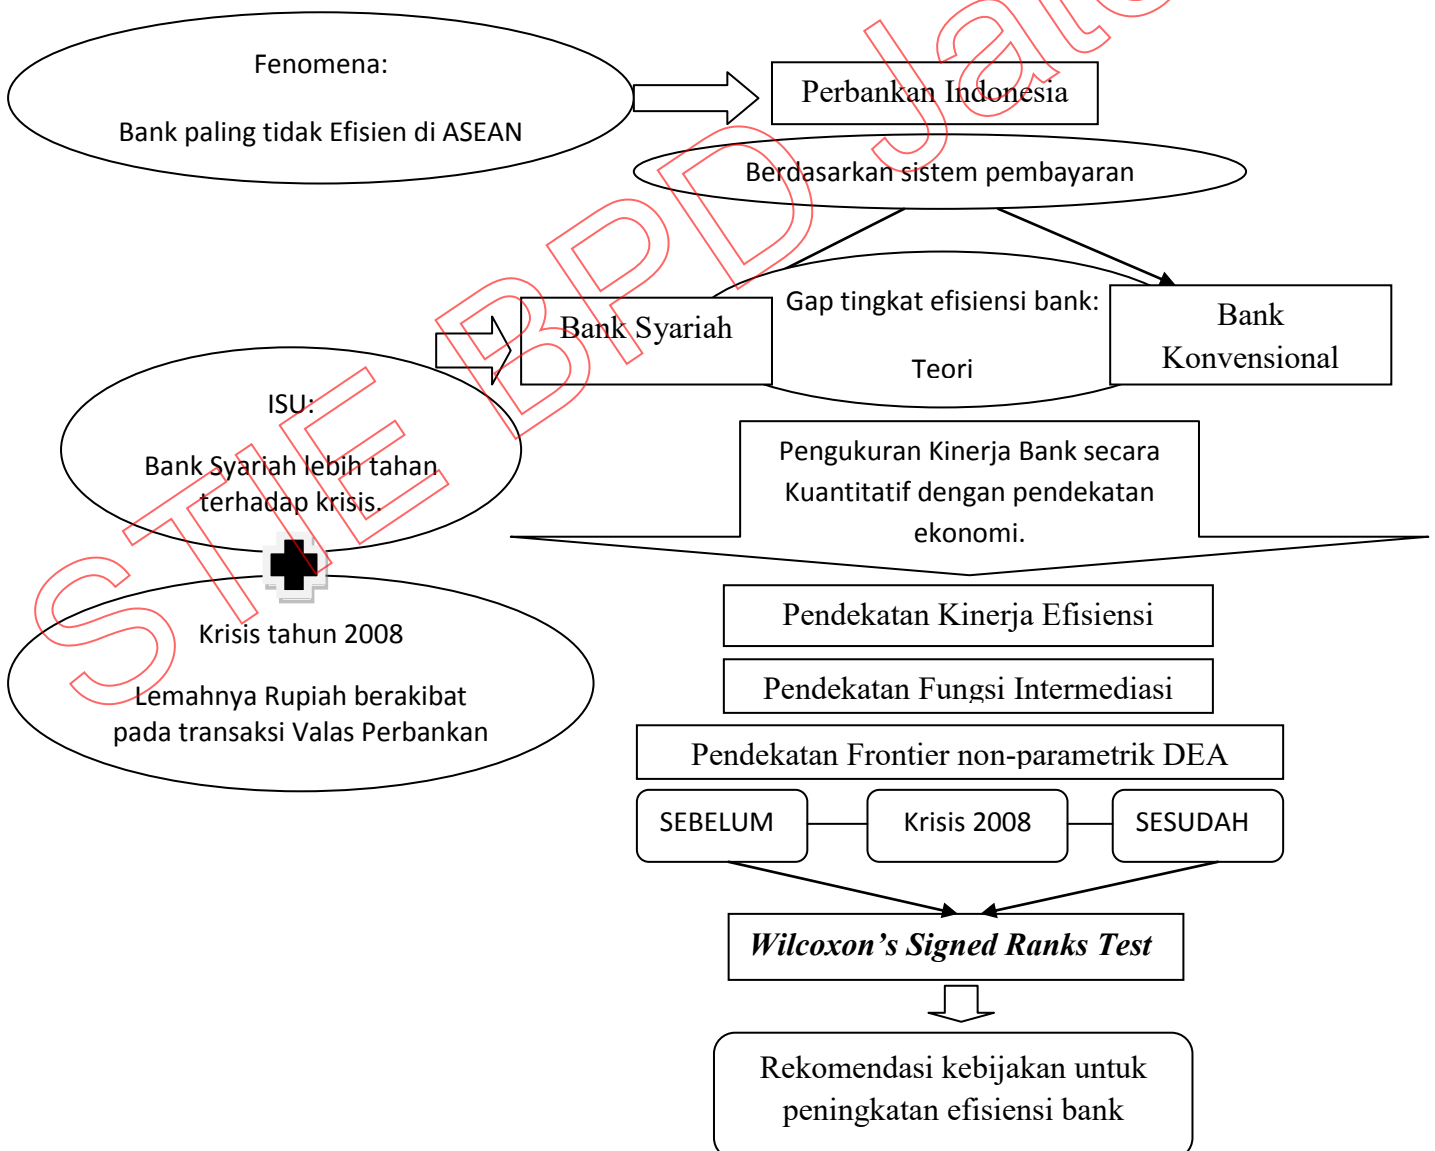 Fenomena:
Bank paling tidak Efisien di ASEAN
Perbankan Indonesia
Berdasarkan sistem pembayaran
Bank Syariah
Gap tingkat efisiensi bank:
Teori
Bank
Konvensional
ISU:
Bank Syariah lebih tahan
terhadap krisis.
Krisis tahun 2008
Lemahnya Rupiah berakibat
pada transaksi Valas Perbankan
Pengukuran Kinerja Bank secara
Kuantitatif dengan pendekatan
ekonomi.
Pendekatan Kinerja Efisiensi
Pendekatan Fungsi Intermediasi
Pendekatan Frontier non-parametrik DEA
SEBELUM
Krisis 2008
SESUDAH
Wilcoxon’s Signed Ranks Test
Rekomendasi kebijakan untuk
peningkatan efisiensi bank
STIE BPD Jate